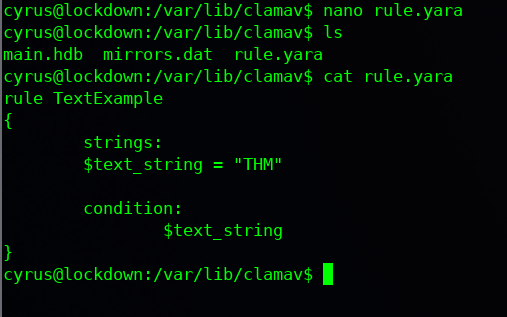 cyrus@lockdown:/var/lib/clamav$ nano rule.yara
cyrus@lockdown:/var/lib/clamav$ ls
main.hdb  mirrors.dat  rule.yara
cyrus@lockdown:/var/lib/clamav$ cat rule.yara
rule TextExample
{
        strings:
        $text_string = "THM"

        condition:
                $text_string
}
cyrus@lockdown:/var/lib/clamav$